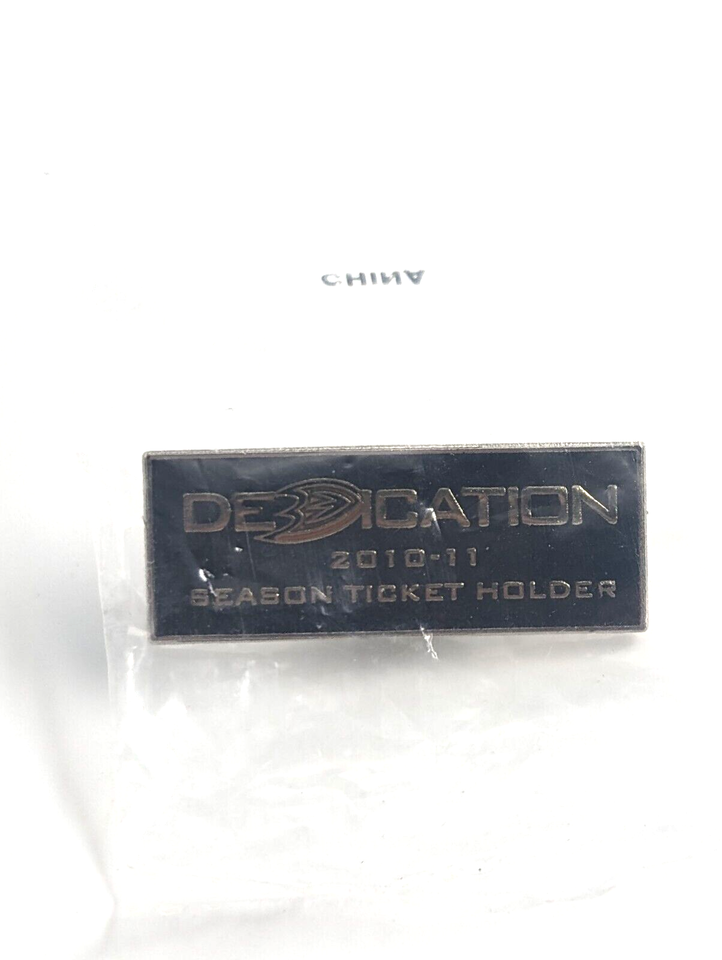 CHINA
DEDICATION
2010-11
SEASON TICKET HOLDER